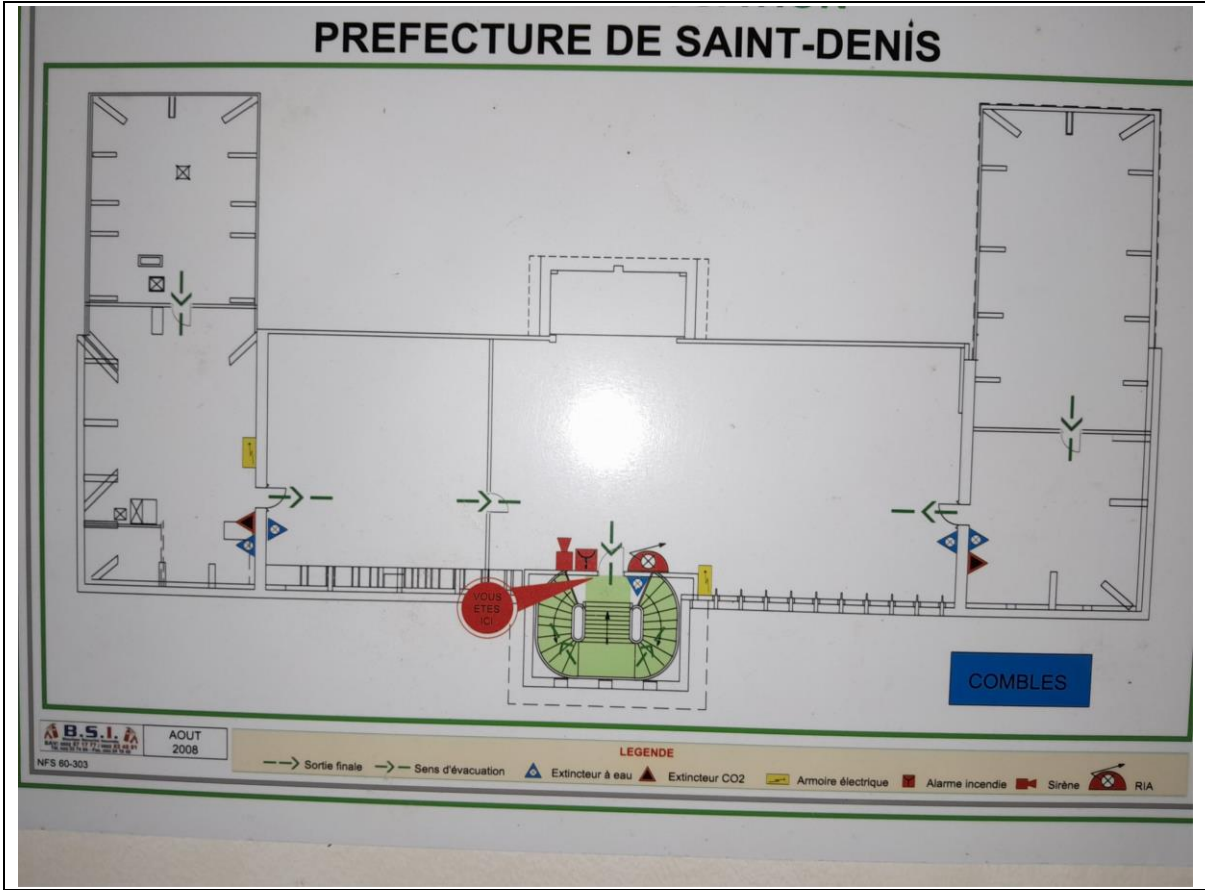 PREFECTURE DE SAINT-DENIS
VOUS
ÊTES
ICI
COMBLES
B.S.I.
AOUT
2008
NFS 60-303
LEGENDE
Sortie finale
Sens d'évacuation
Extincteur à eau
Extincteur CO2
Armoire électrique
Alarme incendie
Sirène
RIA